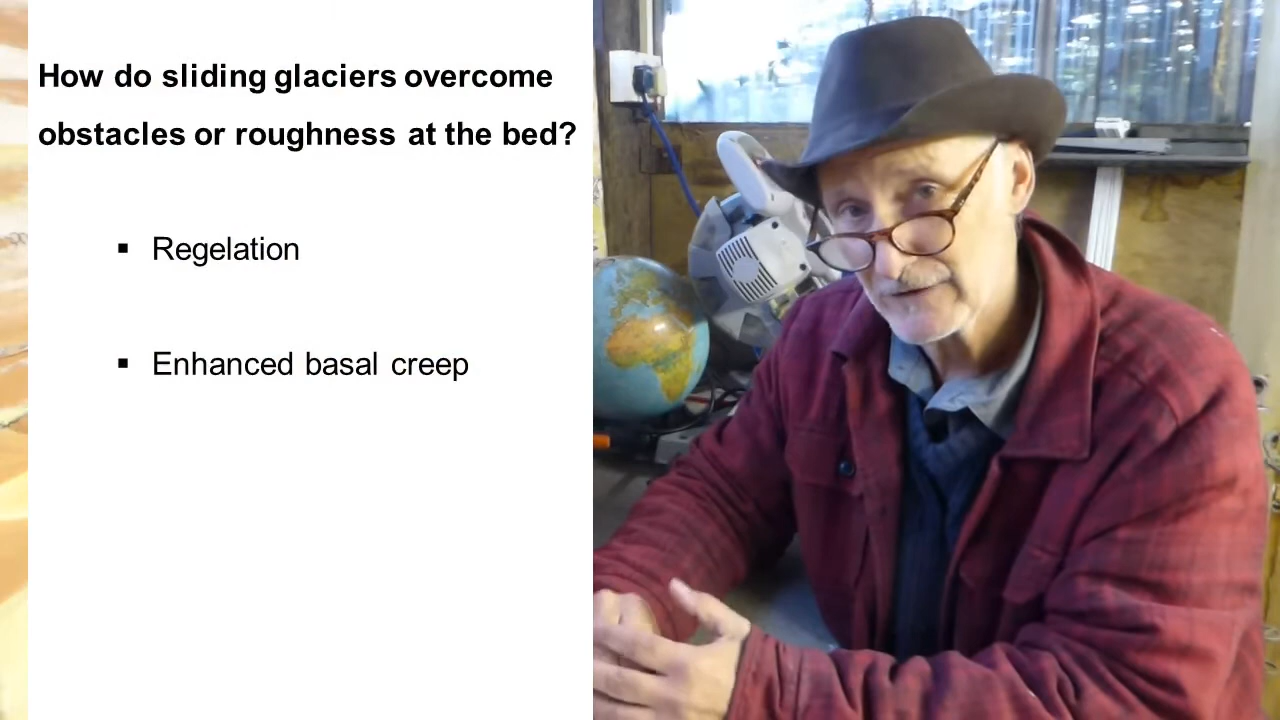 How do sliding glaciers overcome
obstacles or roughness at the bed?
▪ Regelation
▪ Enhanced basal creep